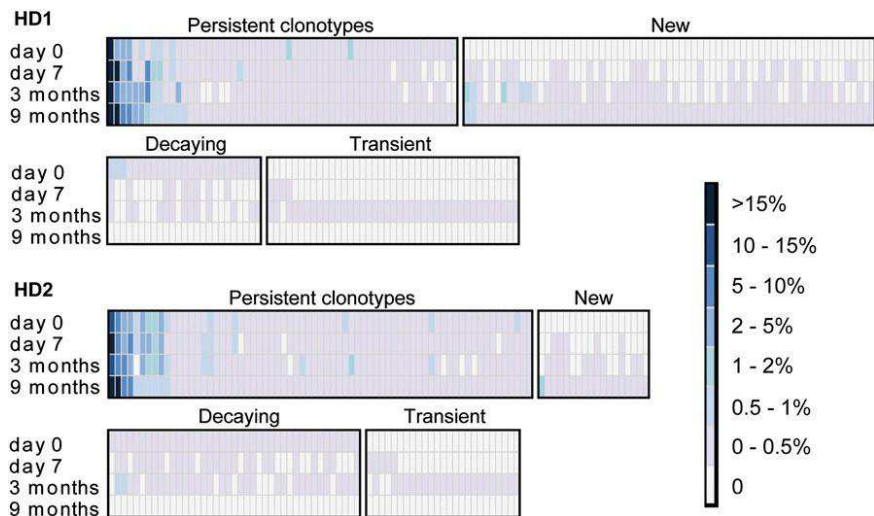 HD1
Persistent clonotypes New
day 0
day 7
3 months
9 months
Decaying Transient
day 0
day 7
3 months
9 months
HD2
Persistent clonotypes New
day 0
day 7
3 months
9 months
Decaying Transient
day 0
day 7
3 months
9 months
>15%
10 - 15%
5 - 10%
2 - 5%
1 - 2%
0.5 - 1%
0 - 0.5%
0